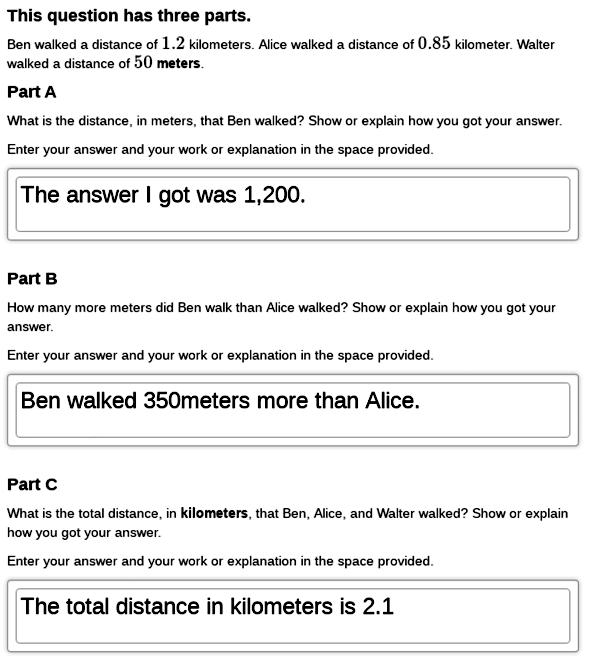 This question has three parts.
Ben walked a distance of 1.2 kilometers. Alice walked a distance of 0.85 kilometer. Walter
walked a distance of 50 meters.
Part A
What is the distance, in meters, that Ben walked? Show or explain how you got your answer.
Enter your answer and your work or explanation in the space provided.
The answer I got was 1,200.
Part B
How many more meters did Ben walk than Alice walked? Show or explain how you got your
answer.
Enter your answer and your work or explanation in the space provided.
Ben walked 350meters more than Alice.
Part C
What is the total distance, in kilometers, that Ben, Alice, and Walter walked? Show or explain
how you got your answer.
Enter your answer and your work or explanation in the space provided.
The total distance in kilometers is 2.1